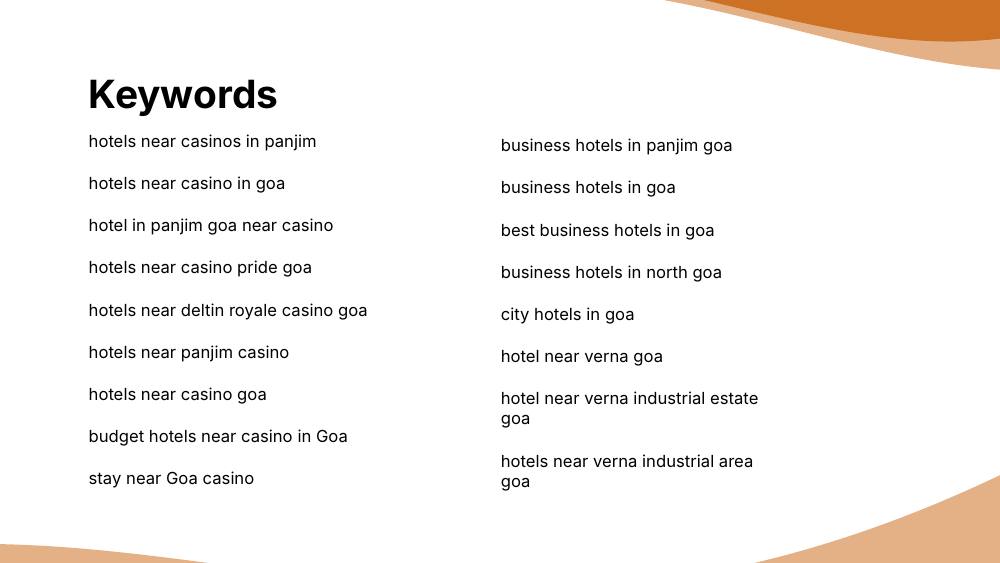 Keywords
hotels near casinos in panjim
hotels near casino in goa
hotel in panjim goa near casino
hotels near casino pride goa
hotels near deltin royale casino goa
hotels near panjim casino
hotels near casino goa
budget hotels near casino in Goa
stay near Goa casino
business hotels in panjim goa
business hotels in goa
best business hotels in goa
business hotels in north goa
city hotels in goa
hotel near verna goa
hotel near verna industrial estate
goa
hotels near verna industrial area
goa